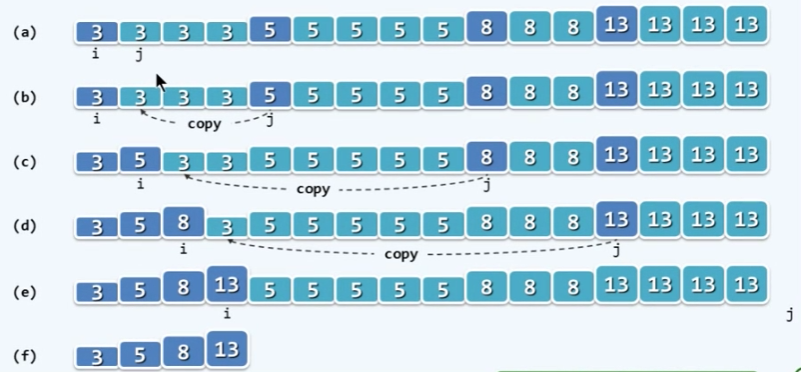 (a) 3 3 3 3 5 5 5 5 5 8 8 8 13 13 13 13
i j
(b) 3 3 3 3 5 5 5 5 5 8 8 8 13 13 13 13
i copy j
(c) 3 5 3 3 5 5 5 5 5 8 8 8 13 13 13 13
i copy j
(d) 3 5 8 3 5 5 5 5 5 8 8 8 13 13 13 13
i copy j
(e) 3 5 8 13 5 5 5 5 5 8 8 8 13 13 13 13
i j
(f) 3 5 8 13